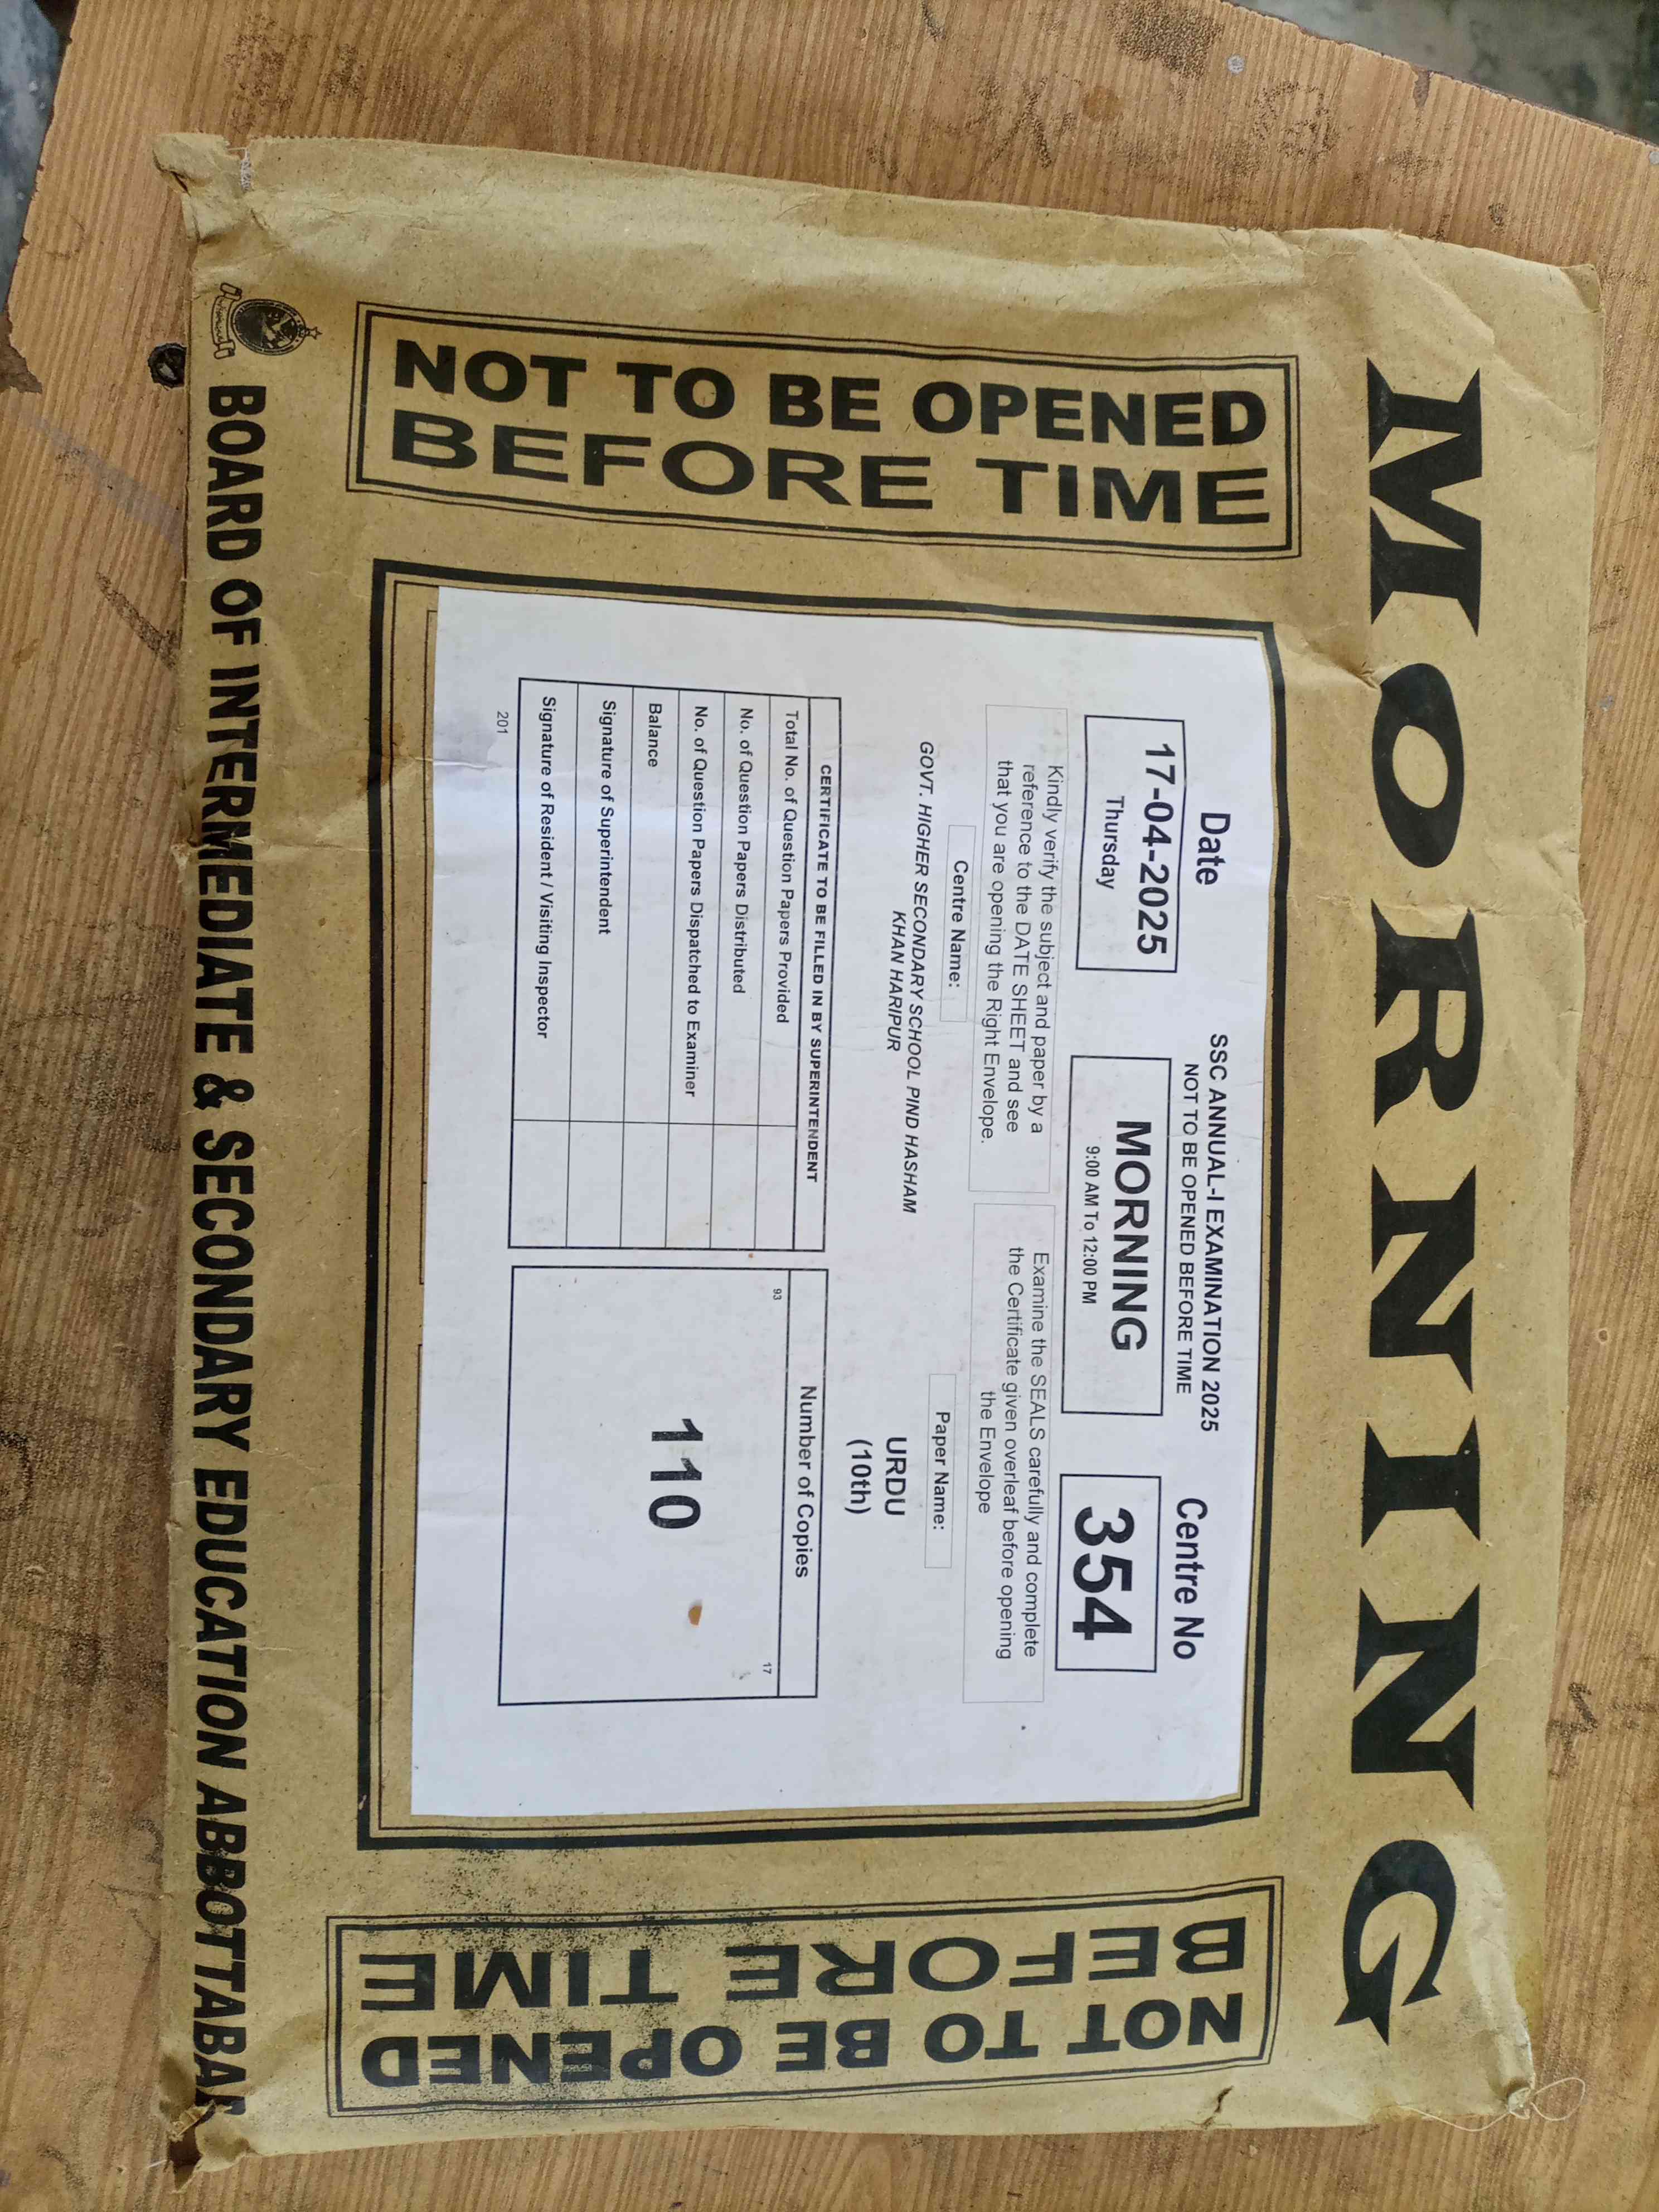 MORNING
NOT TO BE OPENED
BEFORE TIME
SSC ANNUAL-I EXAMINATION 2025
NOT TO BE OPENED BEFORE TIME
Date
17-04-2025
Thursday
MORNING
9:00 AM To 12:00 PM
Centre No
354
Kindly verify the subject and paper by a
reference to the DATE SHEET and see
that you are opening the Right Envelope.
Examine the SEALS carefully and complete
the Certificate given overleaf before opening
the Envelope
Centre Name:
GOVT. HIGHER SECONDARY SCHOOL PIND HASHAM
KHAN HARIPUR
Paper Name:
URDU
(10th)
CERTIFICATE TO BE FILLED IN BY SUPERINTENDENT
Total No. of Question Papers Provided
No. of Question Papers Distributed
No. of Question Papers Dispatched to Examiner
Balance
Signature of Superintendent
Signature of Resident / Visiting Inspector
201
Number of Copies
93
17
110
NOT TO BE OPENED
BEFORE TIME
BOARD OF INTERMEDIATE & SECONDARY EDUCATION ABBOTTABAD